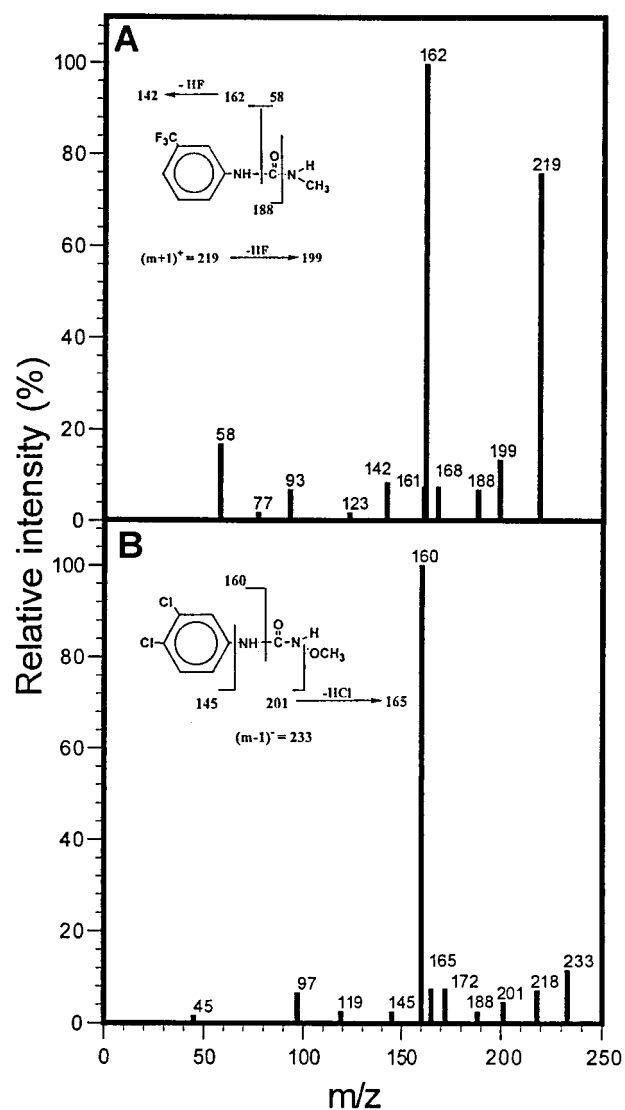 A
162
100
- HF
142
162
58
F₃C
O
H
NH
C
N
CH₃
188
80
219
60
(m+1)⁺ = 219
-HF
199
40
20
58
77
93
123
142
161
168
188
199
0
B
160
100
160
Cl
Cl
O
H
NH
C
N
OCH₃
80
145
201
-HCl
165
(m-1)⁻ = 233
60
40
20
45
97
119
145
165
172
188
201
218
233
0
0
50
100
150
200
250
m/z
Relative intensity (%)